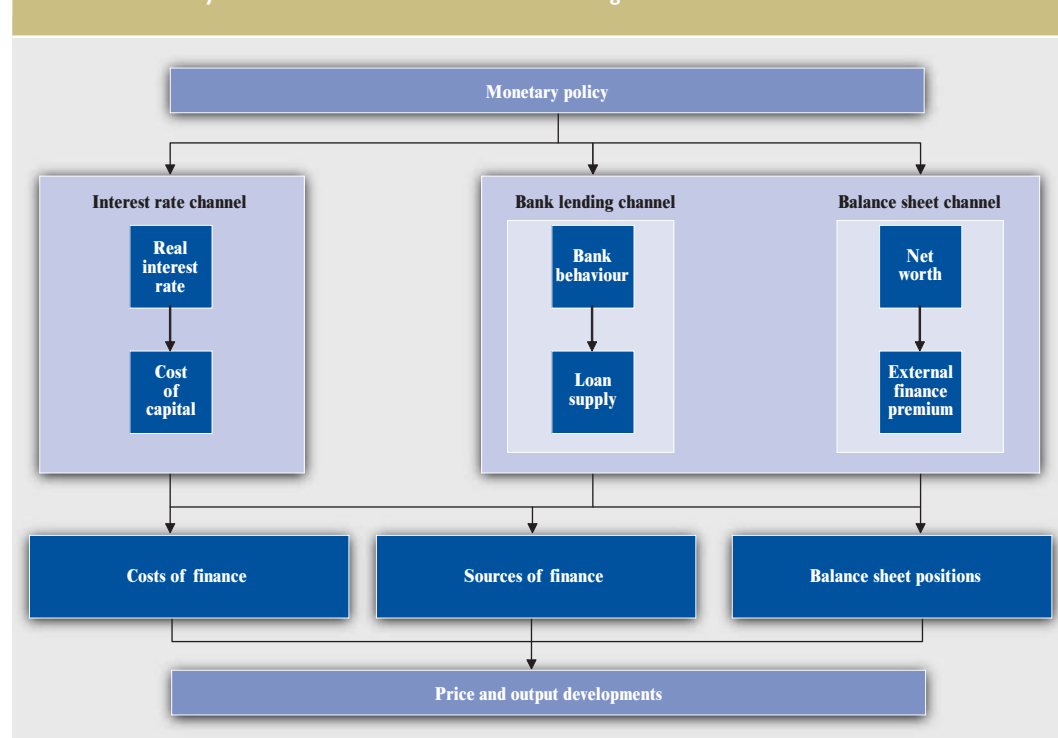 Monetary policy
Interest rate channel
Bank lending channel
Balance sheet channel
Real
interest
rate
Bank
behaviour
Net
worth
Cost
of
capital
Loan
supply
External
finance
premium
Costs of finance
Sources of finance
Balance sheet positions
Price and output developments